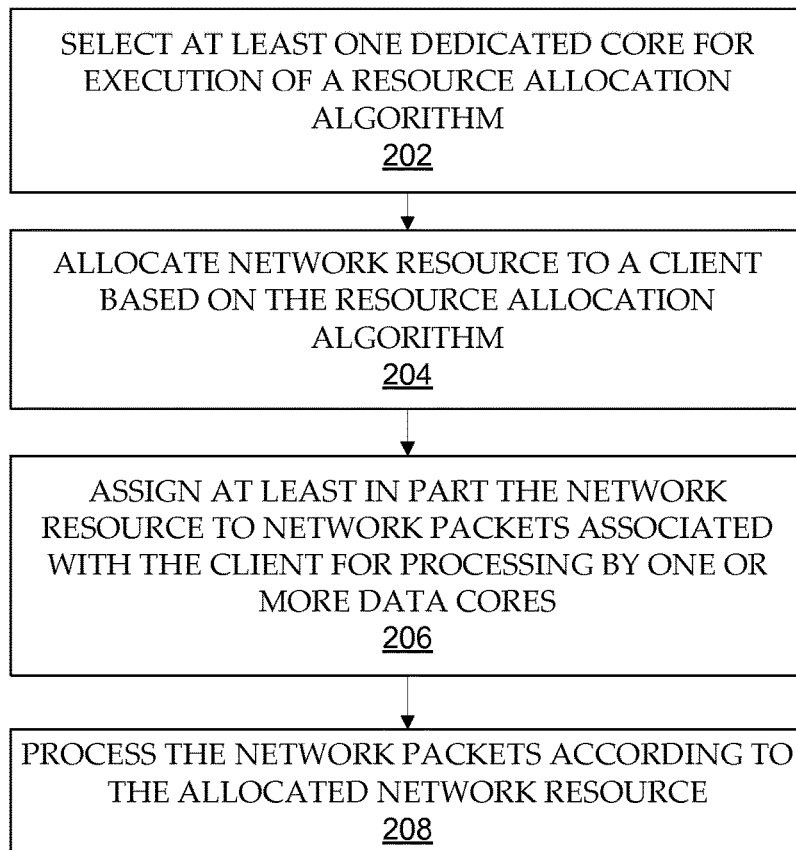 SELECT AT LEAST ONE DEDICATED CORE FOR
EXECUTION OF A RESOURCE ALLOCATION
ALGORITHM
202
ALLOCATE NETWORK RESOURCE TO A CLIENT
BASED ON THE RESOURCE ALLOCATION
ALGORITHM
204
ASSIGN AT LEAST IN PART THE NETWORK
RESOURCE TO NETWORK PACKETS ASSOCIATED
WITH THE CLIENT FOR PROCESSING BY ONE OR
MORE DATA CORES
206
PROCESS THE NETWORK PACKETS ACCORDING TO
THE ALLOCATED NETWORK RESOURCE
208